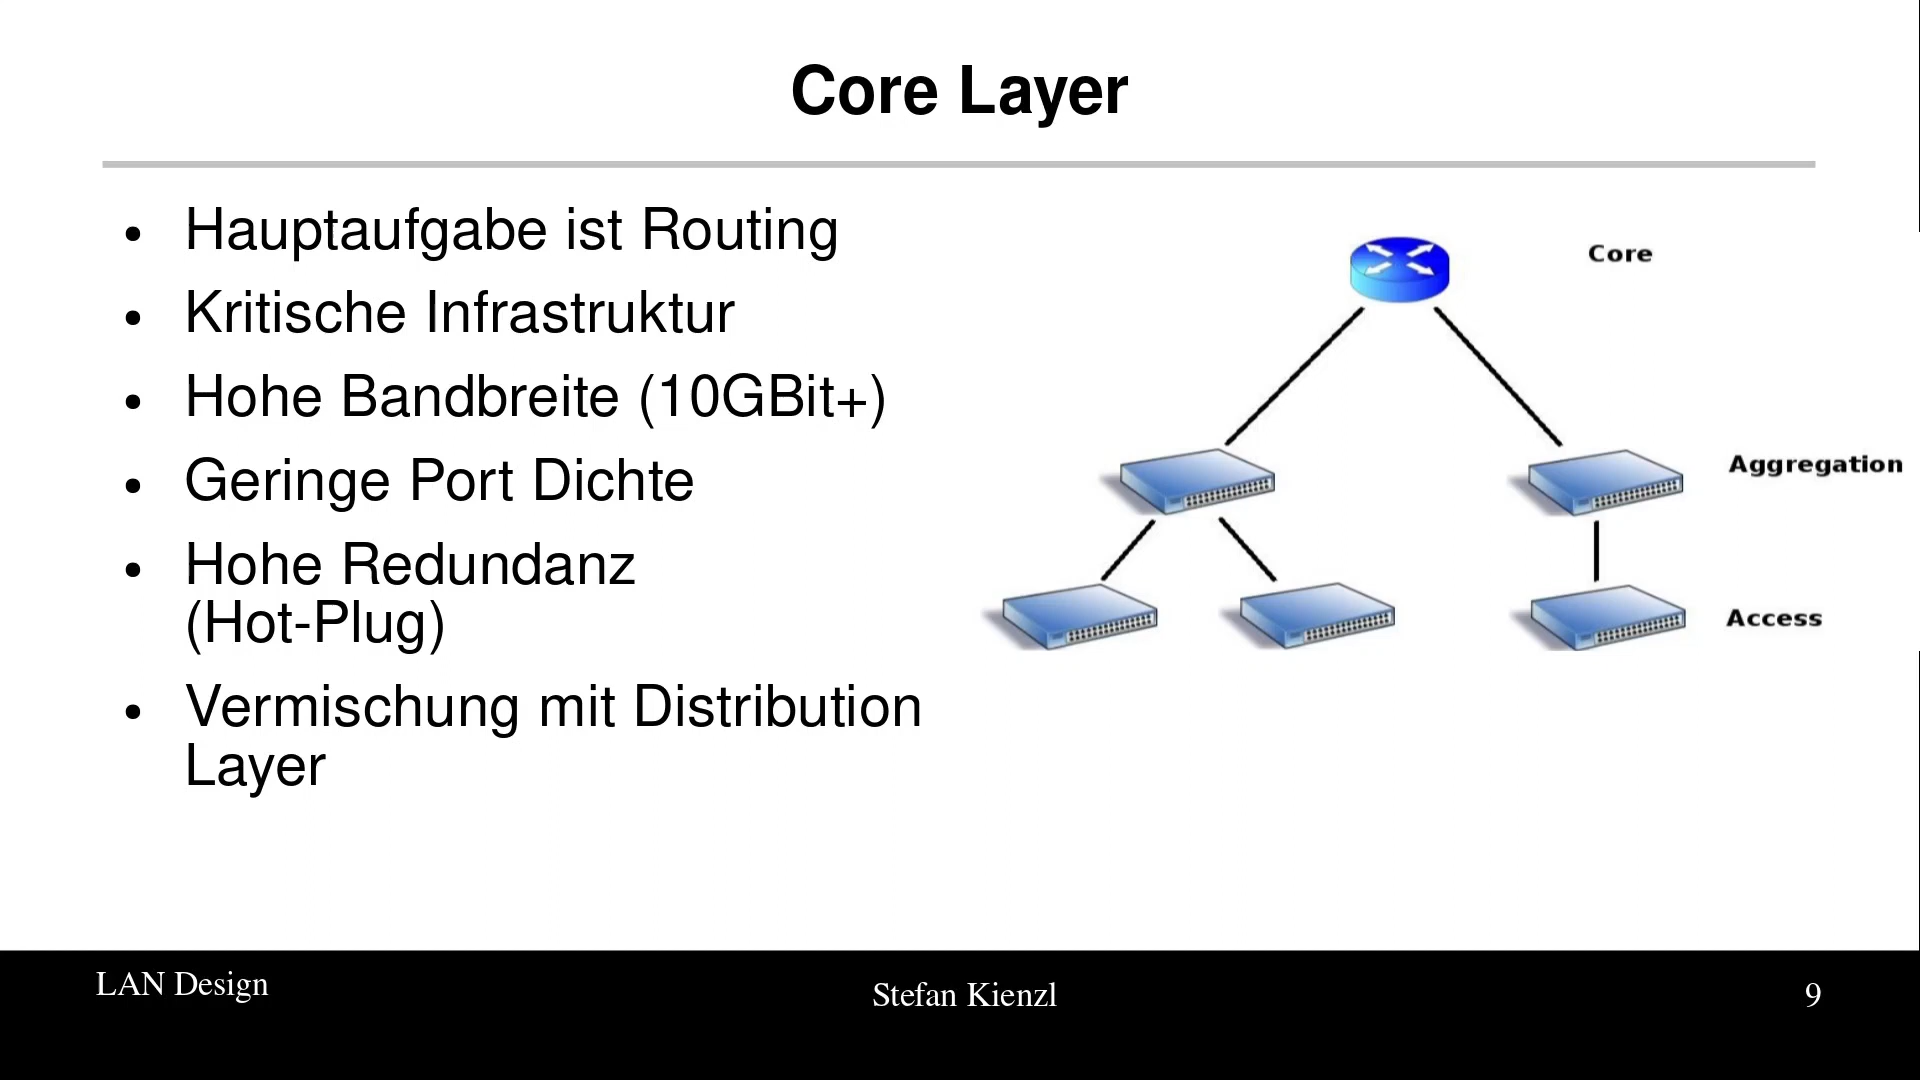 Core Layer
• Hauptaufgabe ist Routing
• Kritische Infrastruktur
• Hohe Bandbreite (10GBit+)
• Geringe Port Dichte
• Hohe Redundanz
(Hot-Plug)
• Vermischung mit Distribution
Layer
Core
Aggregation
Access
LAN Design
Stefan Kienzl
9